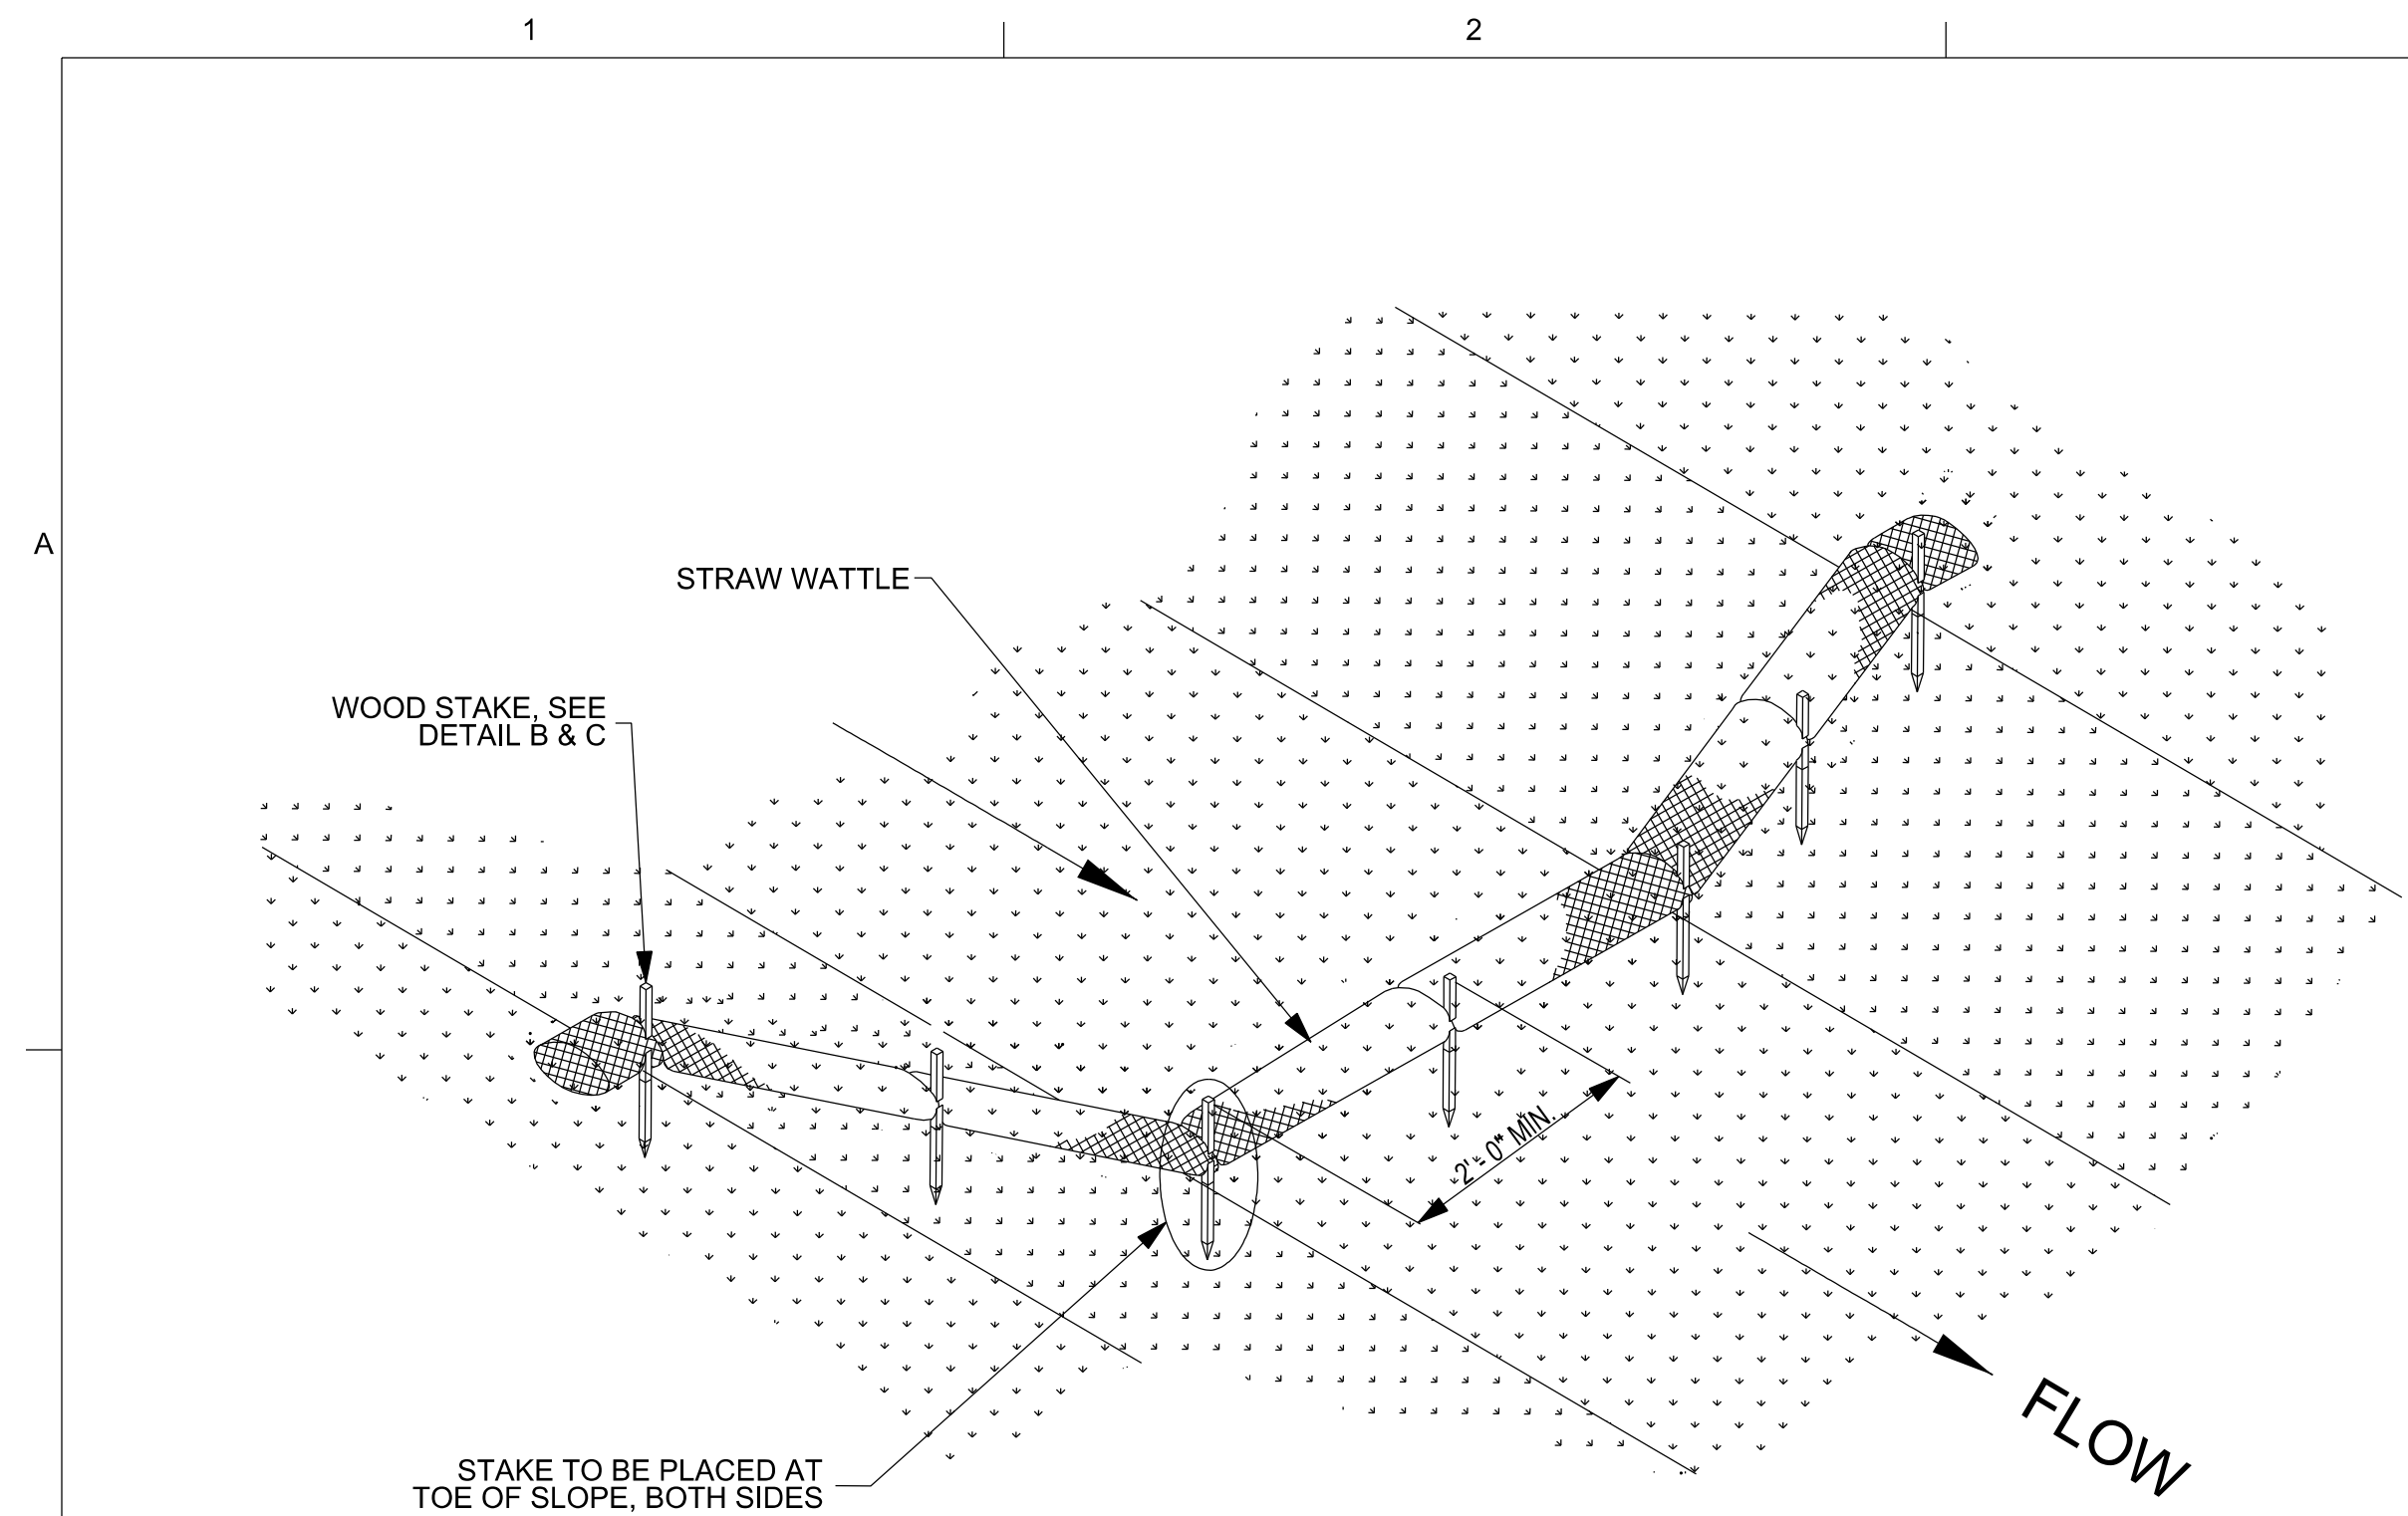 1
2
A
STRAW WATTLE
WOOD STAKE, SEE
DETAIL B & C
2'- 0" MIN.
FLOW
STAKE TO BE PLACED AT
TOE OF SLOPE, BOTH SIDES